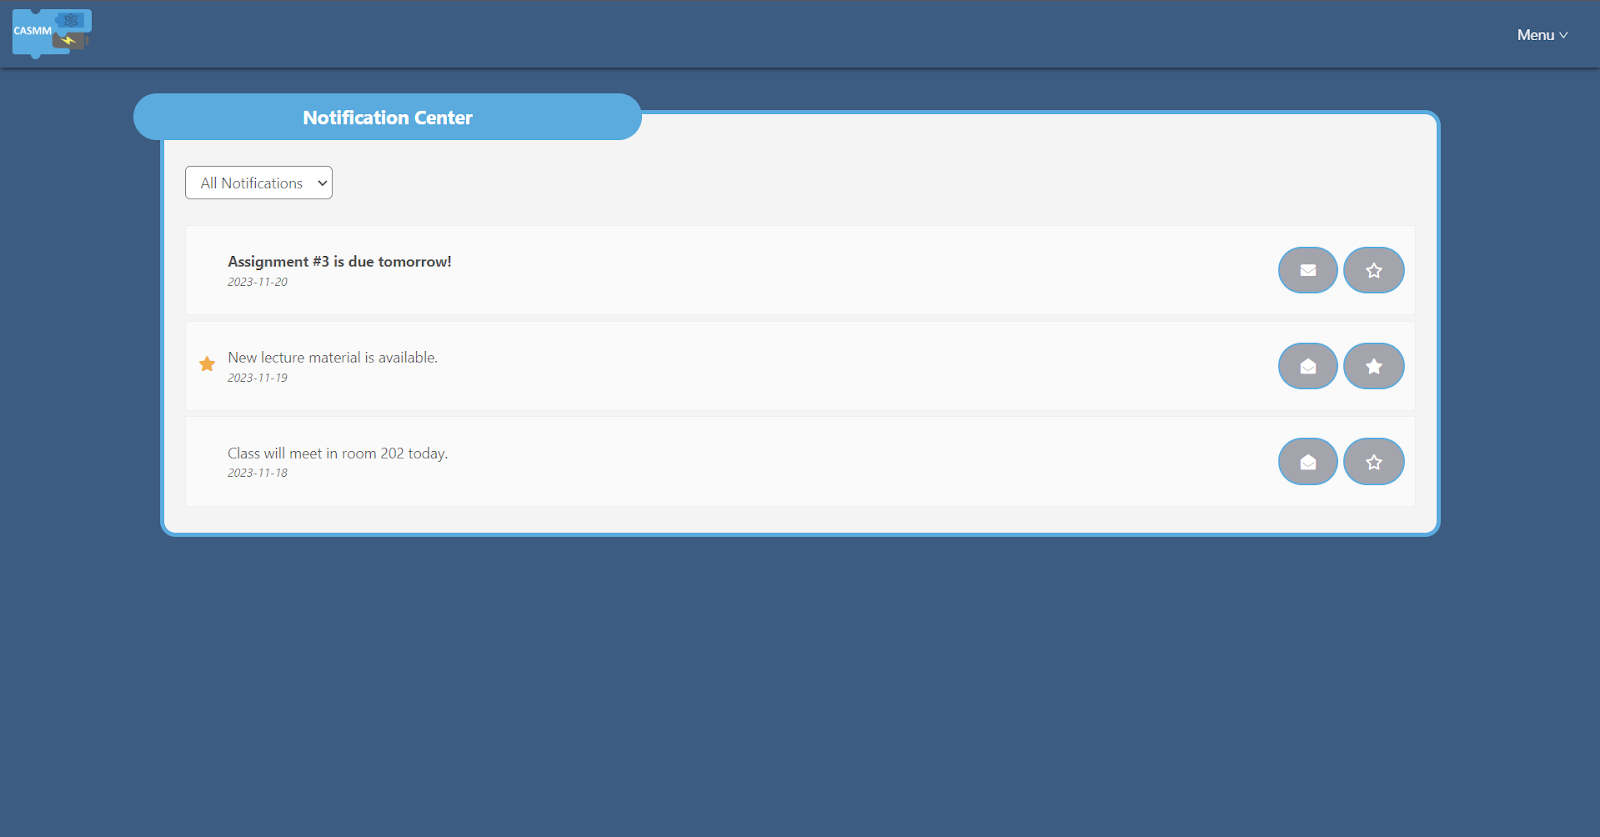 CASMM
Menu
Notification Center
All Notifications
Assignment #3 is due tomorrow!
2023-11-20
New lecture material is available.
2023-11-19
Class will meet in room 202 today.
2023-11-18